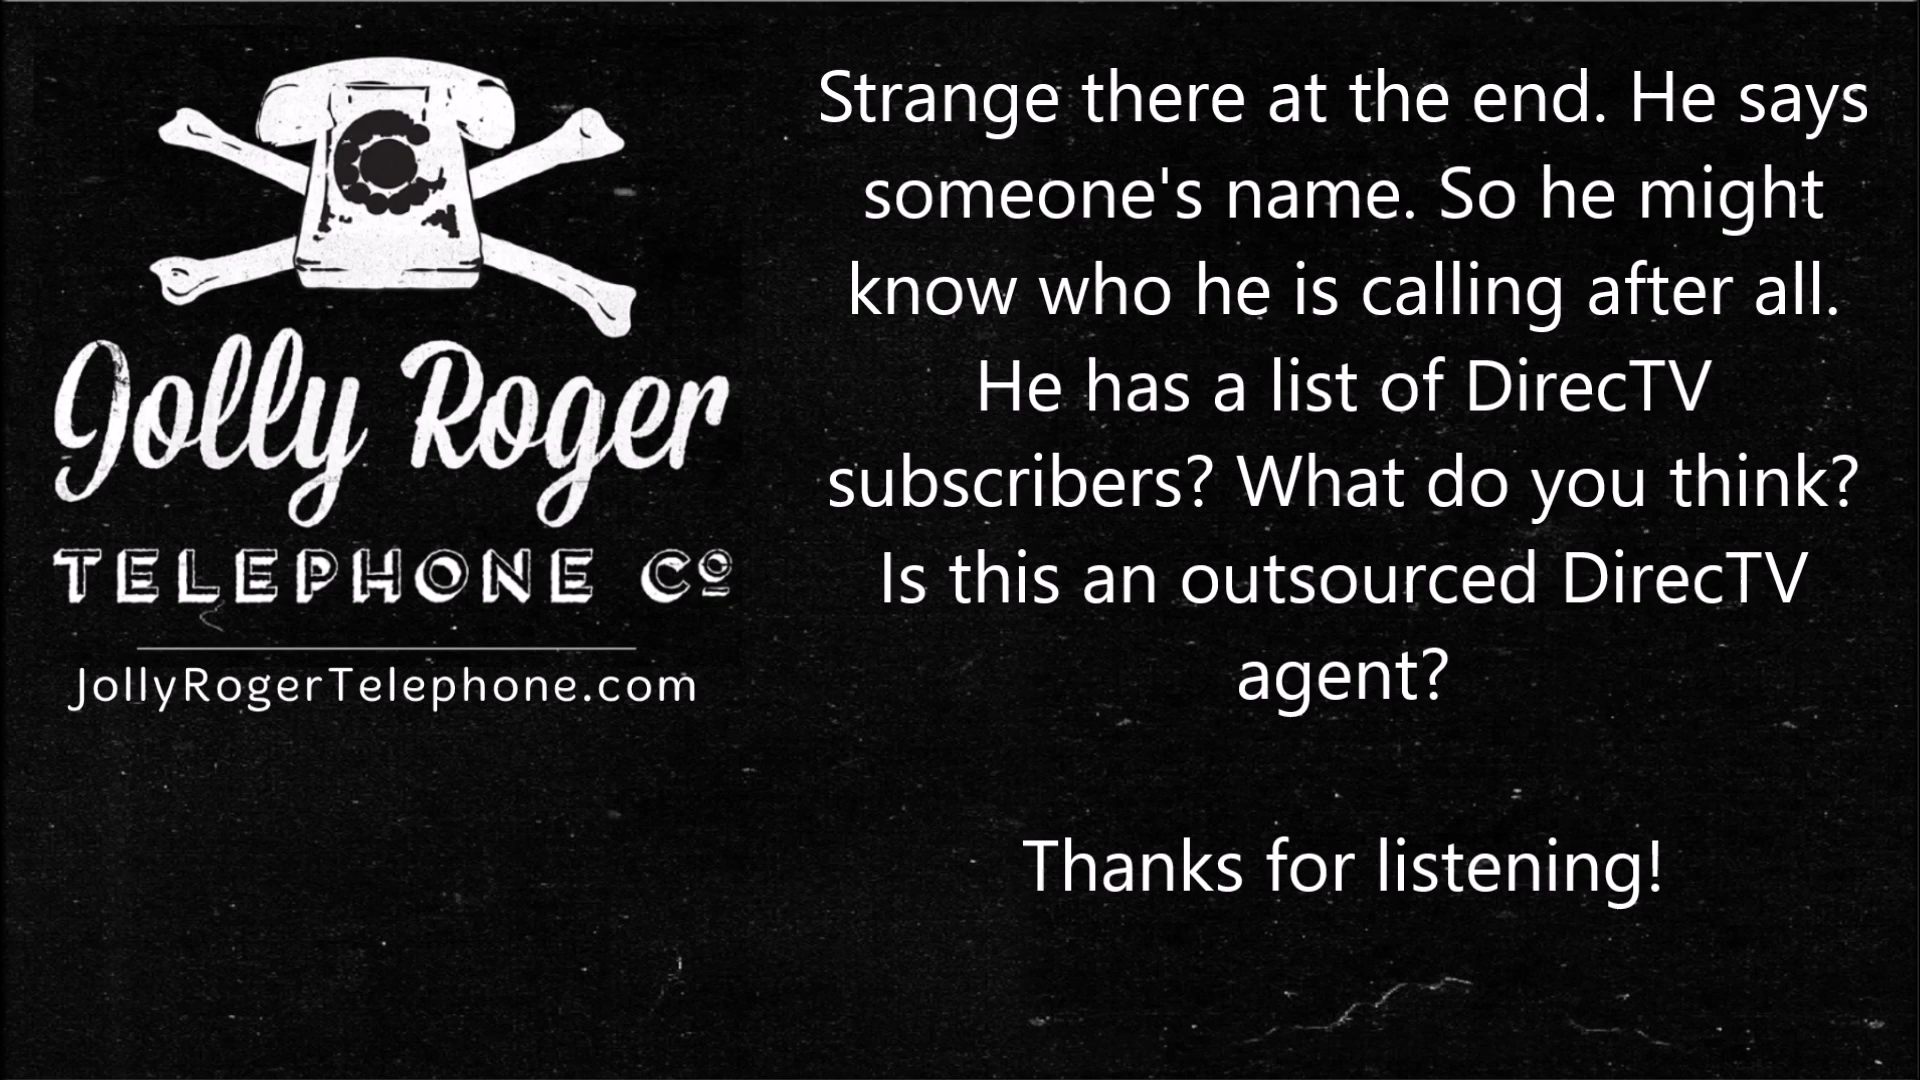 Jolly Roger
TELEPHONE Cº
JollyRogerTelephone.com
Strange there at the end. He says
someone's name. So he might
know who he is calling after all.
He has a list of DirecTV
subscribers? What do you think?
Is this an outsourced DirecTV
agent?
Thanks for listening!